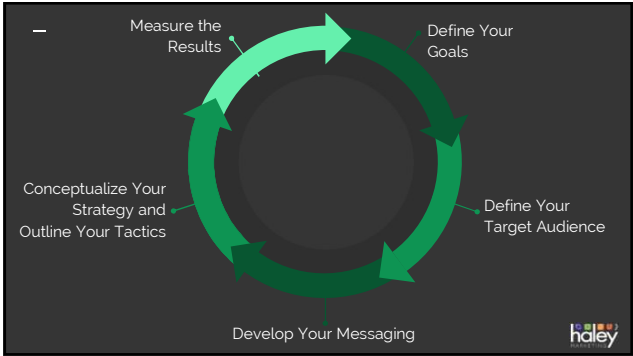 Measure the
Results
Define Your
Goals
Define Your
Target Audience
Develop Your Messaging
Conceptualize Your
Strategy and
Outline Your Tactics
haley
MARKETING